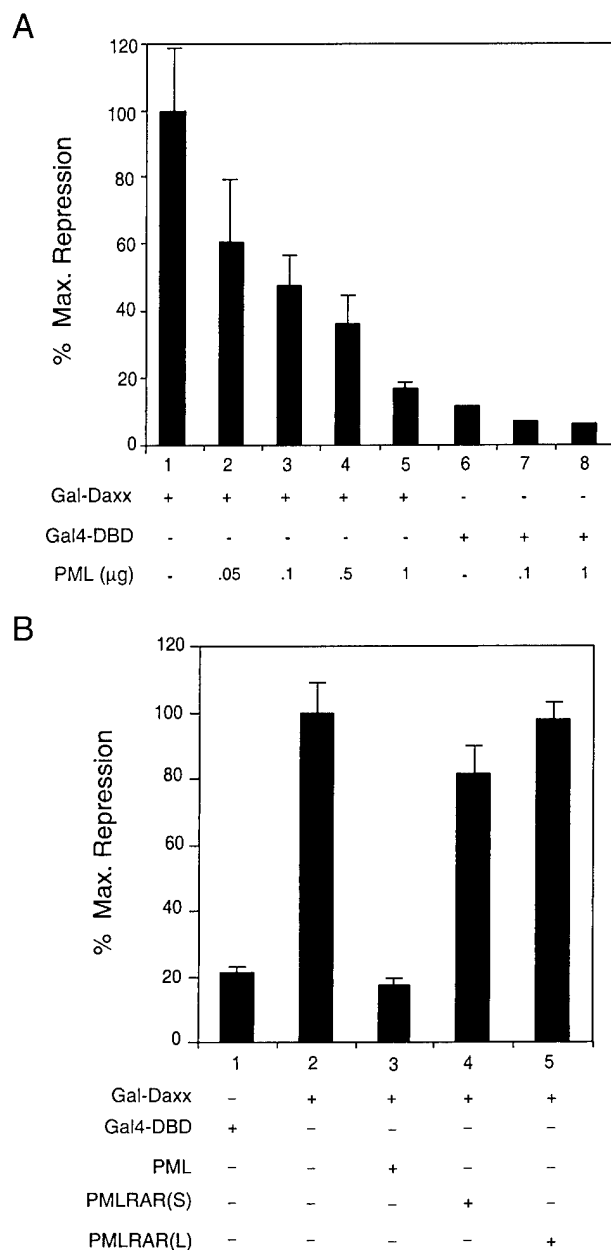 A
% Max. Repression
120
100
80
60
40
20
0
1 2 3 4 5 6 7 8
Gal-Daxx + + + + + - - -
Gal4-DBD - - - - - + + +
PML (µg) - .05 .1 .5 1 - .1 1
B
% Max. Repression
120
100
80
60
40
20
0
1 2 3 4 5
Gal-Daxx – + + + +
Gal4-DBD + – – – –
PML – – + – –
PMLRAR(S) – – – + –
PMLRAR(L) – – – – +